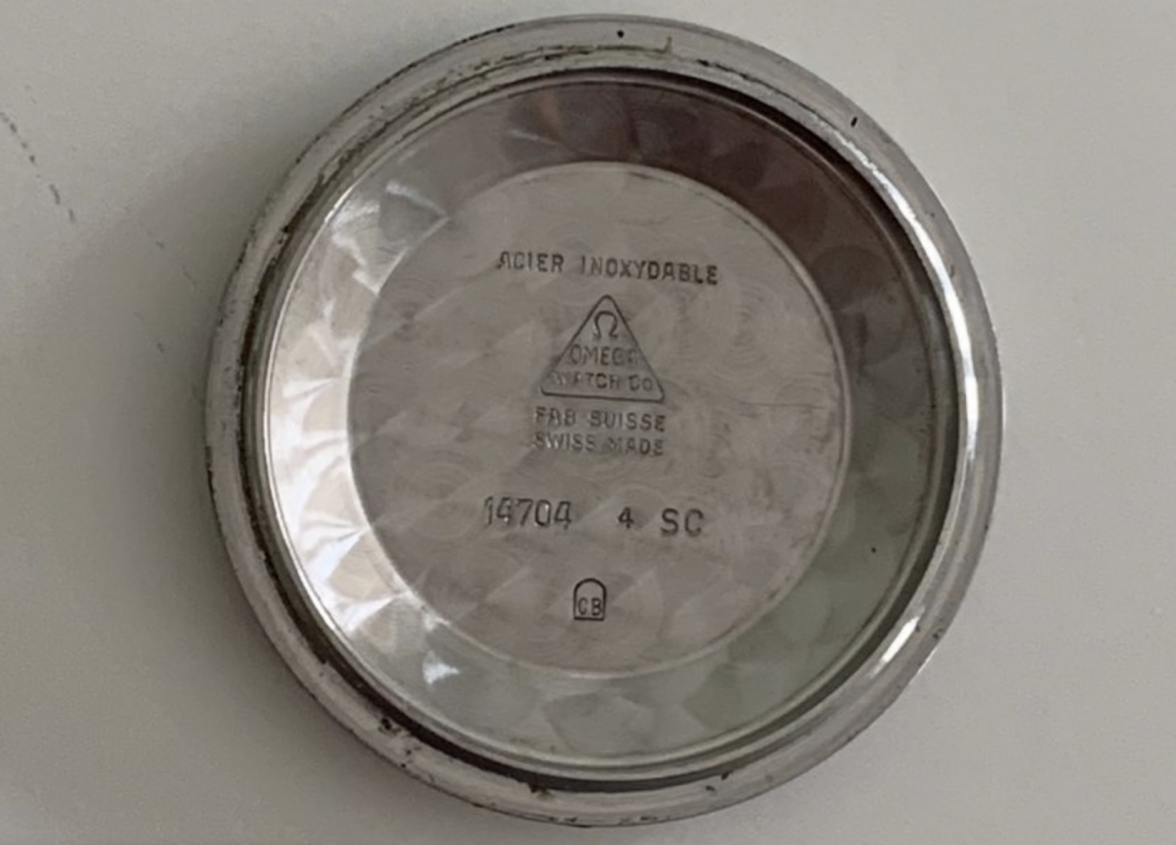 ACIER INOXYDABLE
Ω
OMEGA
WATCH CO
FAB SUISSE
SWISS MADE
14704 4 SC
CB